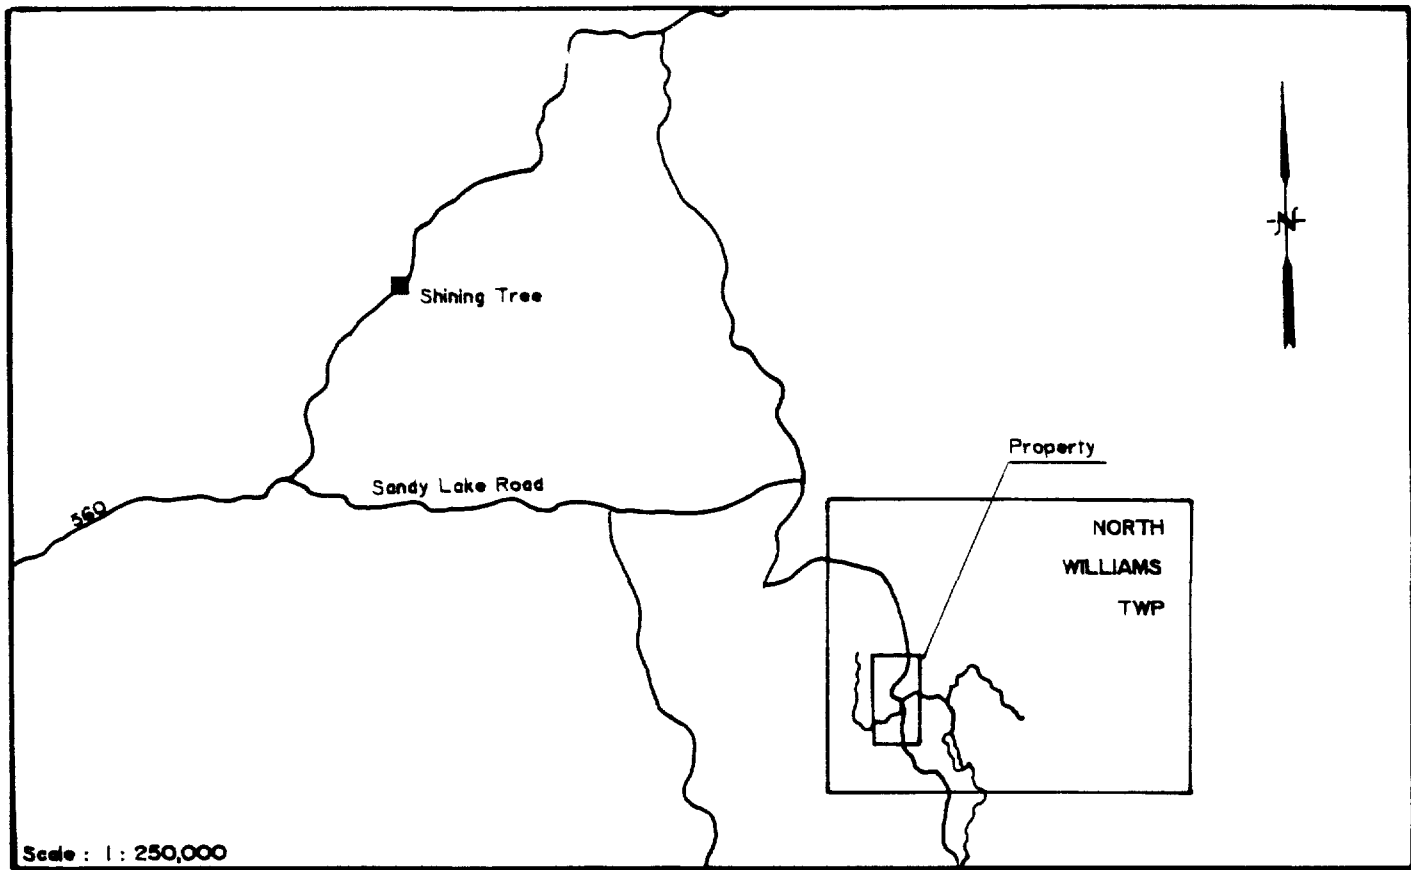 N
Shining Tree
Property
Sandy Lake Road
560
NORTH
WILLIAMS
TWP
Scale : 1 : 250,000